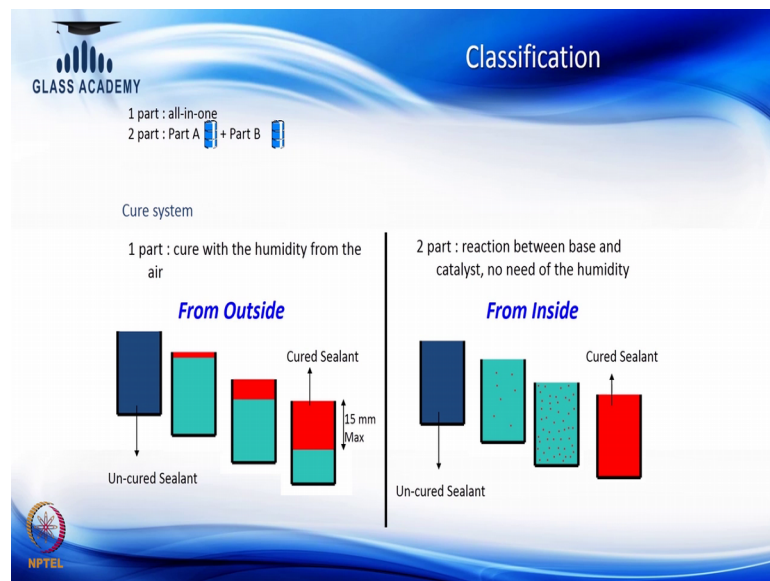 GLASS ACADEMY
Classification
1 part : all-in-one
2 part : Part A + Part B
Cure system
1 part : cure with the humidity from the
air
From Outside
Cured Sealant
15 mm
Max
Un-cured Sealant
2 part : reaction between base and
catalyst, no need of the humidity
From Inside
Cured Sealant
Un-cured Sealant
NPTEL